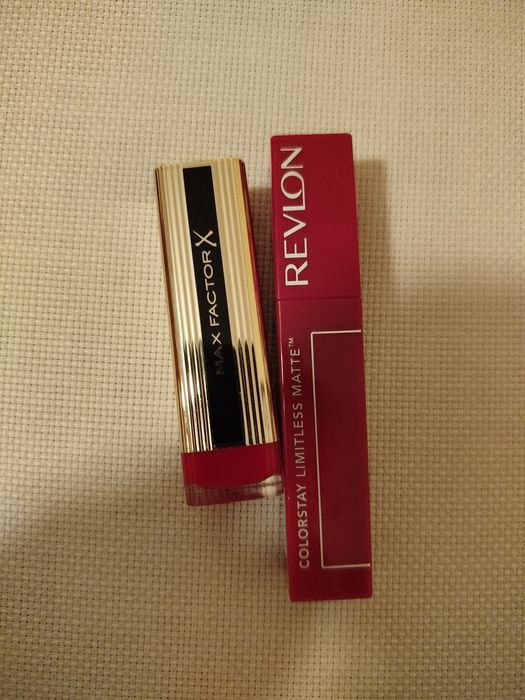 MAX FACTOR X
REVLON
COLORSTAY LIMITLESS MATTE™